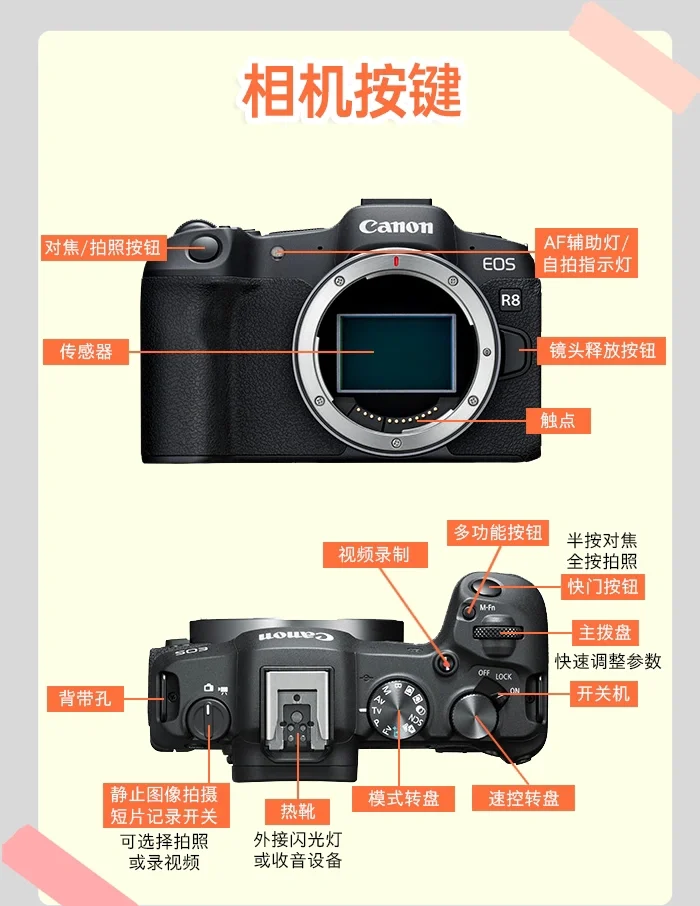 相机按键
Canon
对焦/拍照按钮
AF辅助灯/
自拍指示灯
EOS
R8
传感器
镜头释放按钮
触点
多功能按钮
视频录制
半按对焦
全按拍照
快门按钮
M-Fn
主拨盘
Canon
EOS
快速调整参数
OFF LOCK
ON
背带孔
开关机
B
M
Av
Tv
P
Fv
SCN
静止图像拍摄
短片记录开关
热靴
模式转盘
速控转盘
可选择拍照
或录视频
外接闪光灯
或收音设备